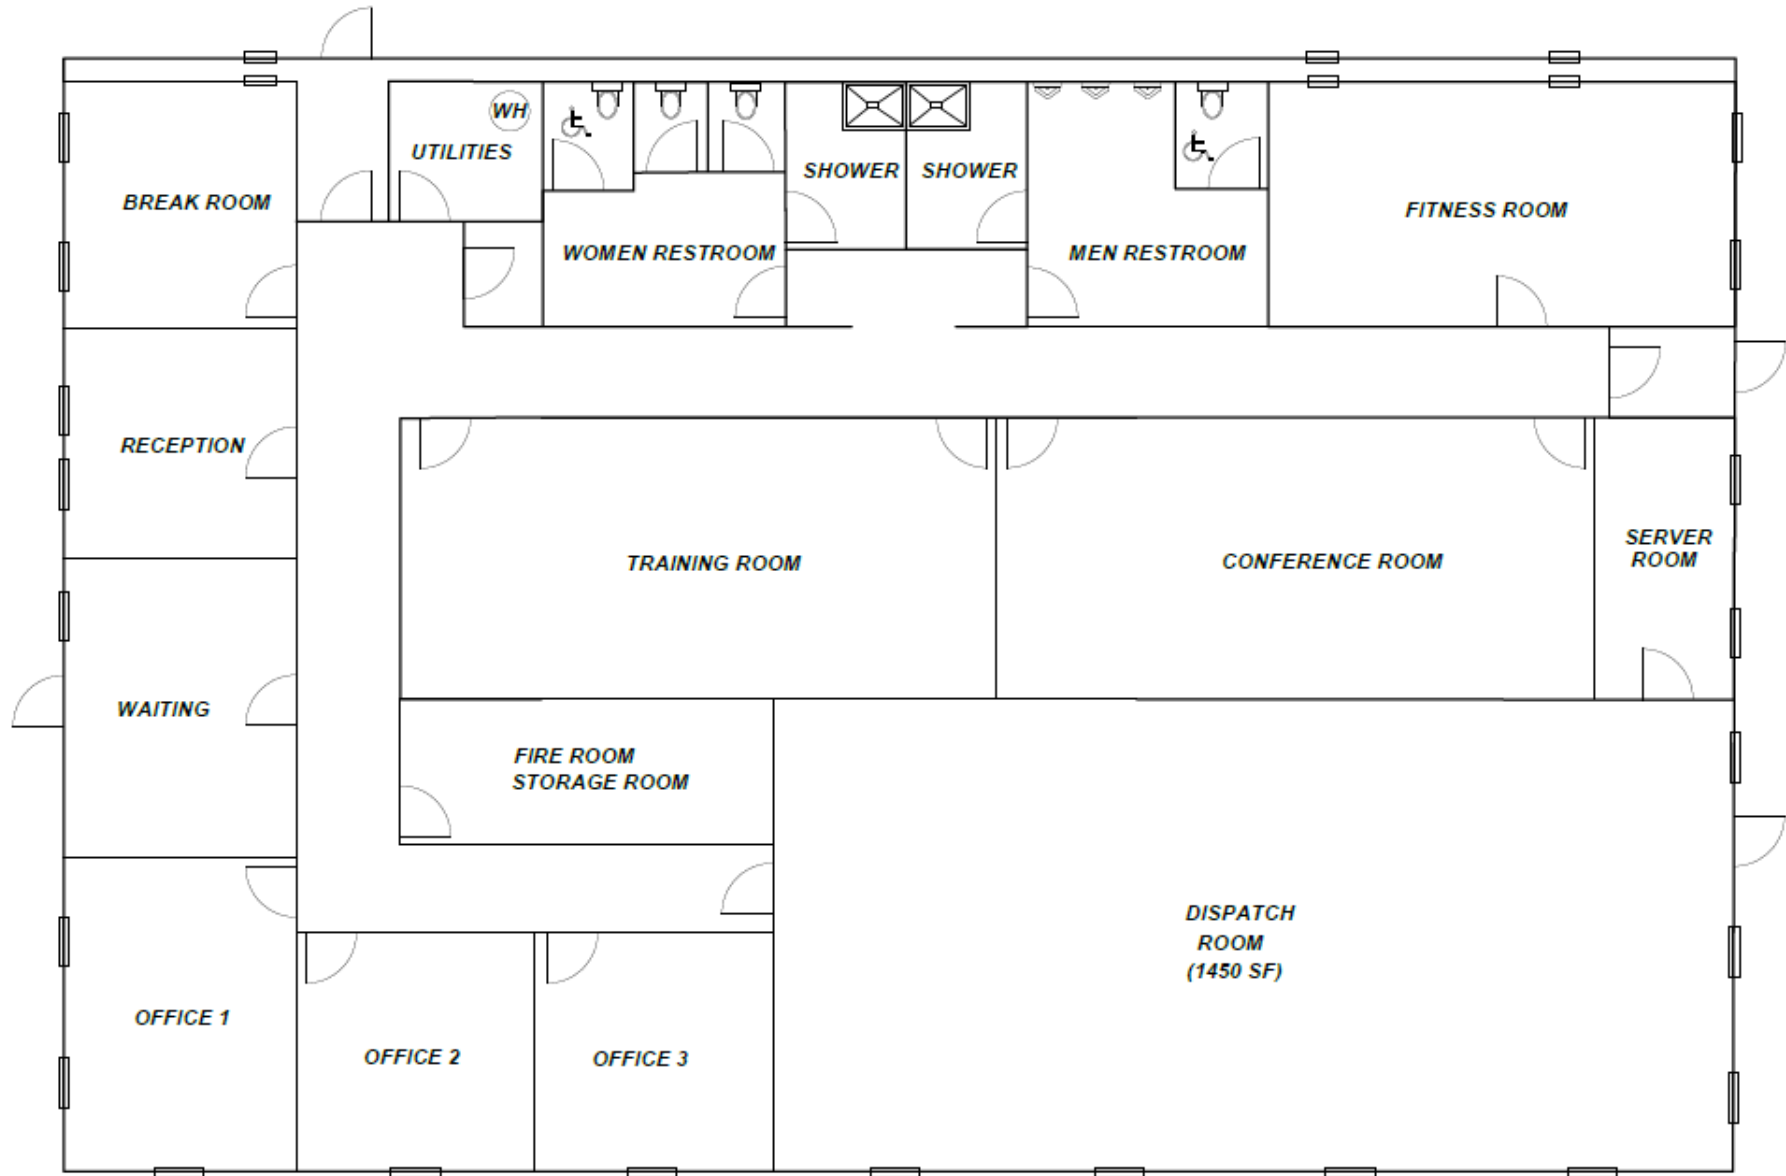 WH
UTILITIES
BREAK ROOM
SHOWER
SHOWER
FITNESS ROOM
WOMEN RESTROOM
MEN RESTROOM
RECEPTION
TRAINING ROOM
CONFERENCE ROOM
SERVER
ROOM
WAITING
FIRE ROOM
STORAGE ROOM
DISPATCH
ROOM
(1450 SF)
OFFICE 1
OFFICE 2
OFFICE 3